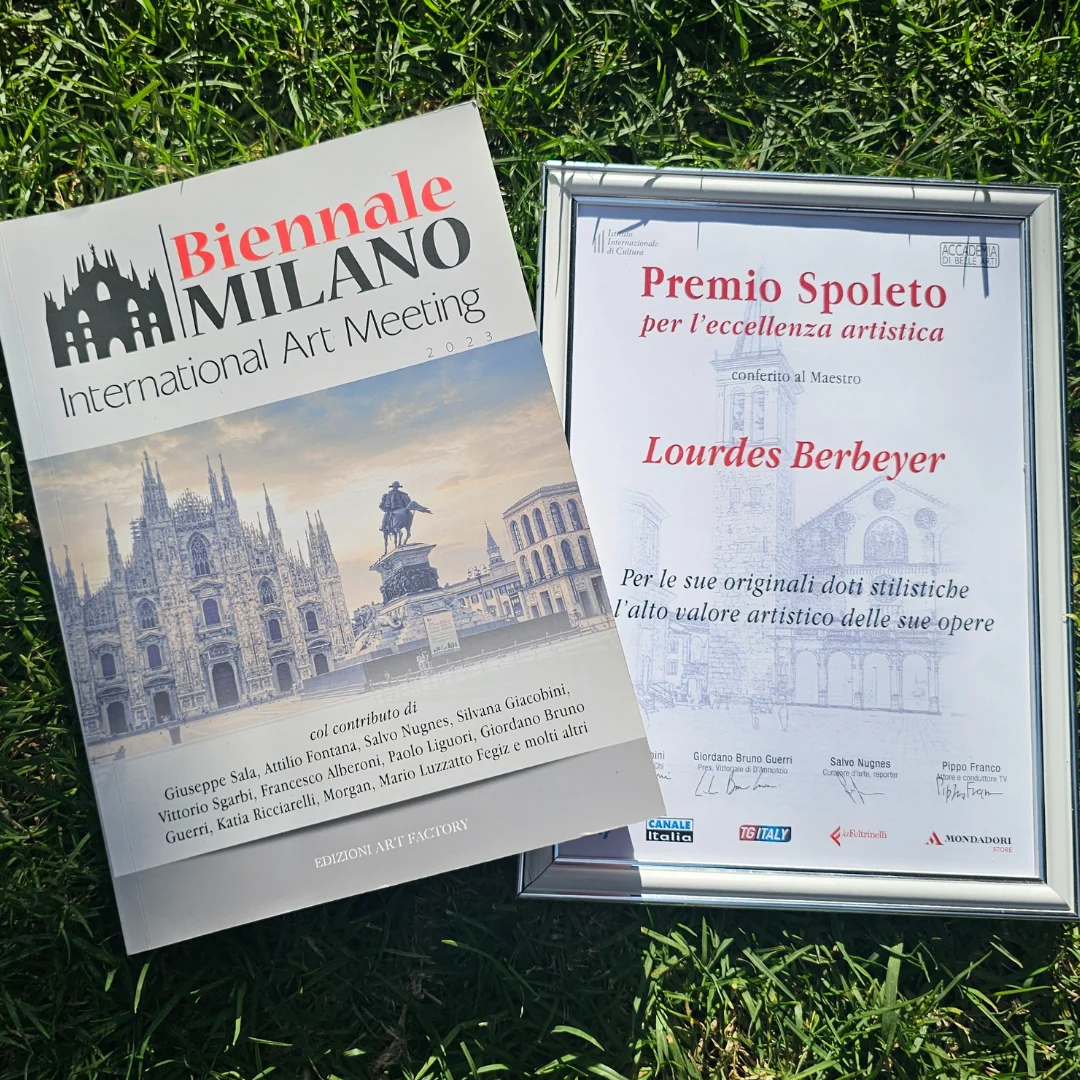 Biennale
MILANO
International Art Meeting
2023
col contributo di
Giuseppe Sala, Attilio Fontana, Salvo Nugnes, Silvana Giacobini,
Vittorio Sgarbi, Francesco Alberoni, Paolo Liguori, Giordano Bruno
Guerri, Katia Ricciarelli, Morgan, Mario Luzzatto Fegiz e molti altri
EDIZIONI ART FACTORY
Istituto
Internazionale
di Cultura
ACCADEMIA
DI BELLE ARTI
Premio Spoleto
per l'eccellenza artistica
conferito al Maestro
Lourdes Berbeyer
Per le sue originali doti stilistiche
l'alto valore artistico delle sue opere
Giordano Bruno Guerri
Pres. Vittoriale di D'Annunzio
Salvo Nugnes
Curatore d'arte, reporter
Pippo Franco
Attore e conduttore TV
CANALE
Italia
TGITALY
laFeltrinelli
MONDADORI
STORE